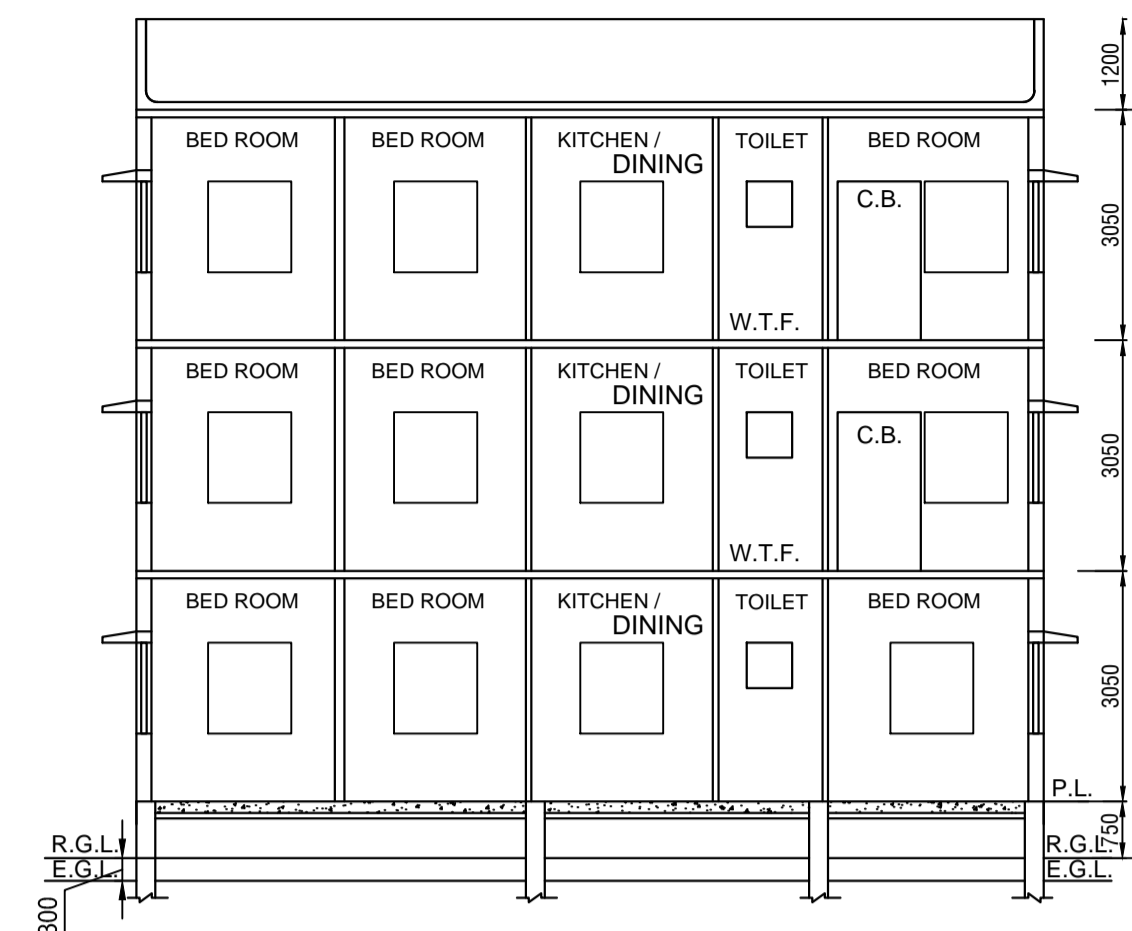 1200
BED ROOM
BED ROOM
KITCHEN /
DINING
TOILET
BED ROOM
C.B.
W.T.F.
3050
BED ROOM
BED ROOM
KITCHEN /
DINING
TOILET
BED ROOM
C.B.
W.T.F.
3050
BED ROOM
BED ROOM
KITCHEN /
DINING
TOILET
BED ROOM
3050
P.L.
750
R.G.L.
R.G.L.
E.G.L.
E.G.L.